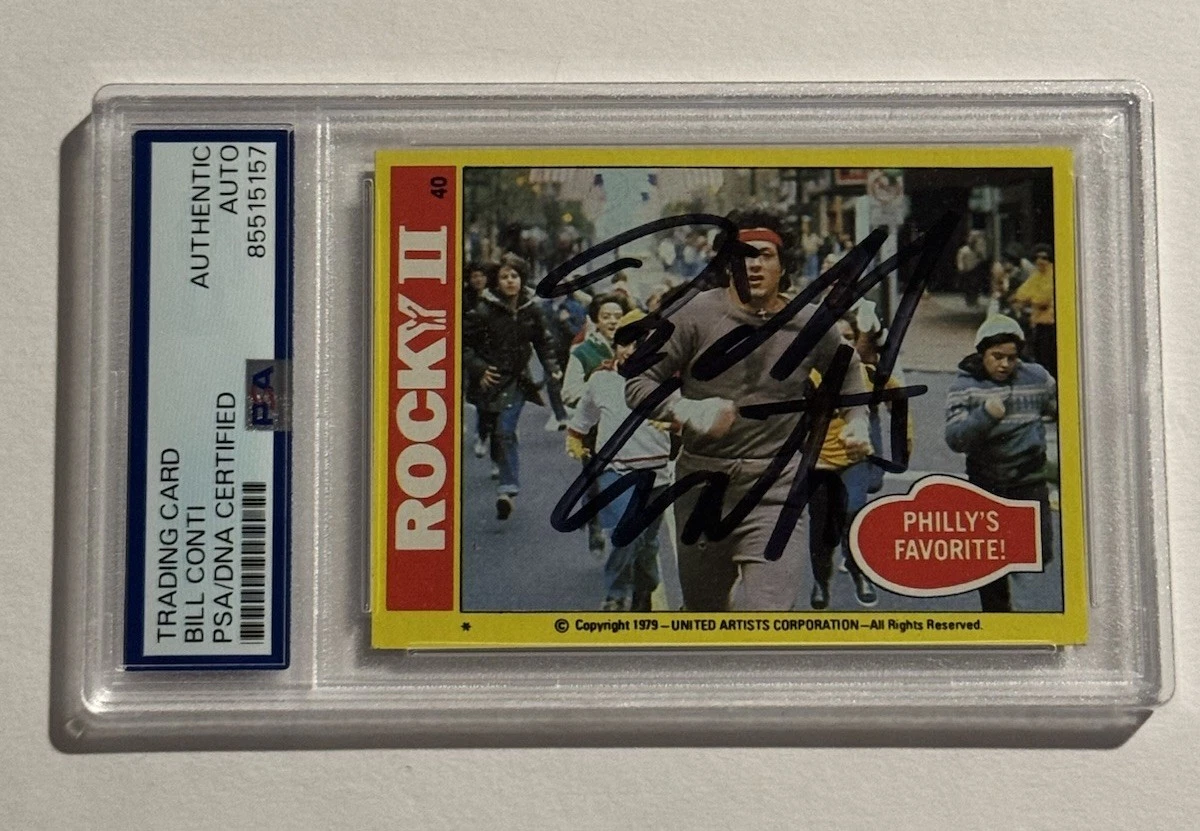 TRADING CARD
BILL CONTI
PSA/DNA CERTIFIED
AUTHENTIC
AUTO
85515157
PSA
ROCKY II
40
PHILLY'S
FAVORITE!
* © Copyright 1979–UNITED ARTISTS CORPORATION–All Rights Reserved.